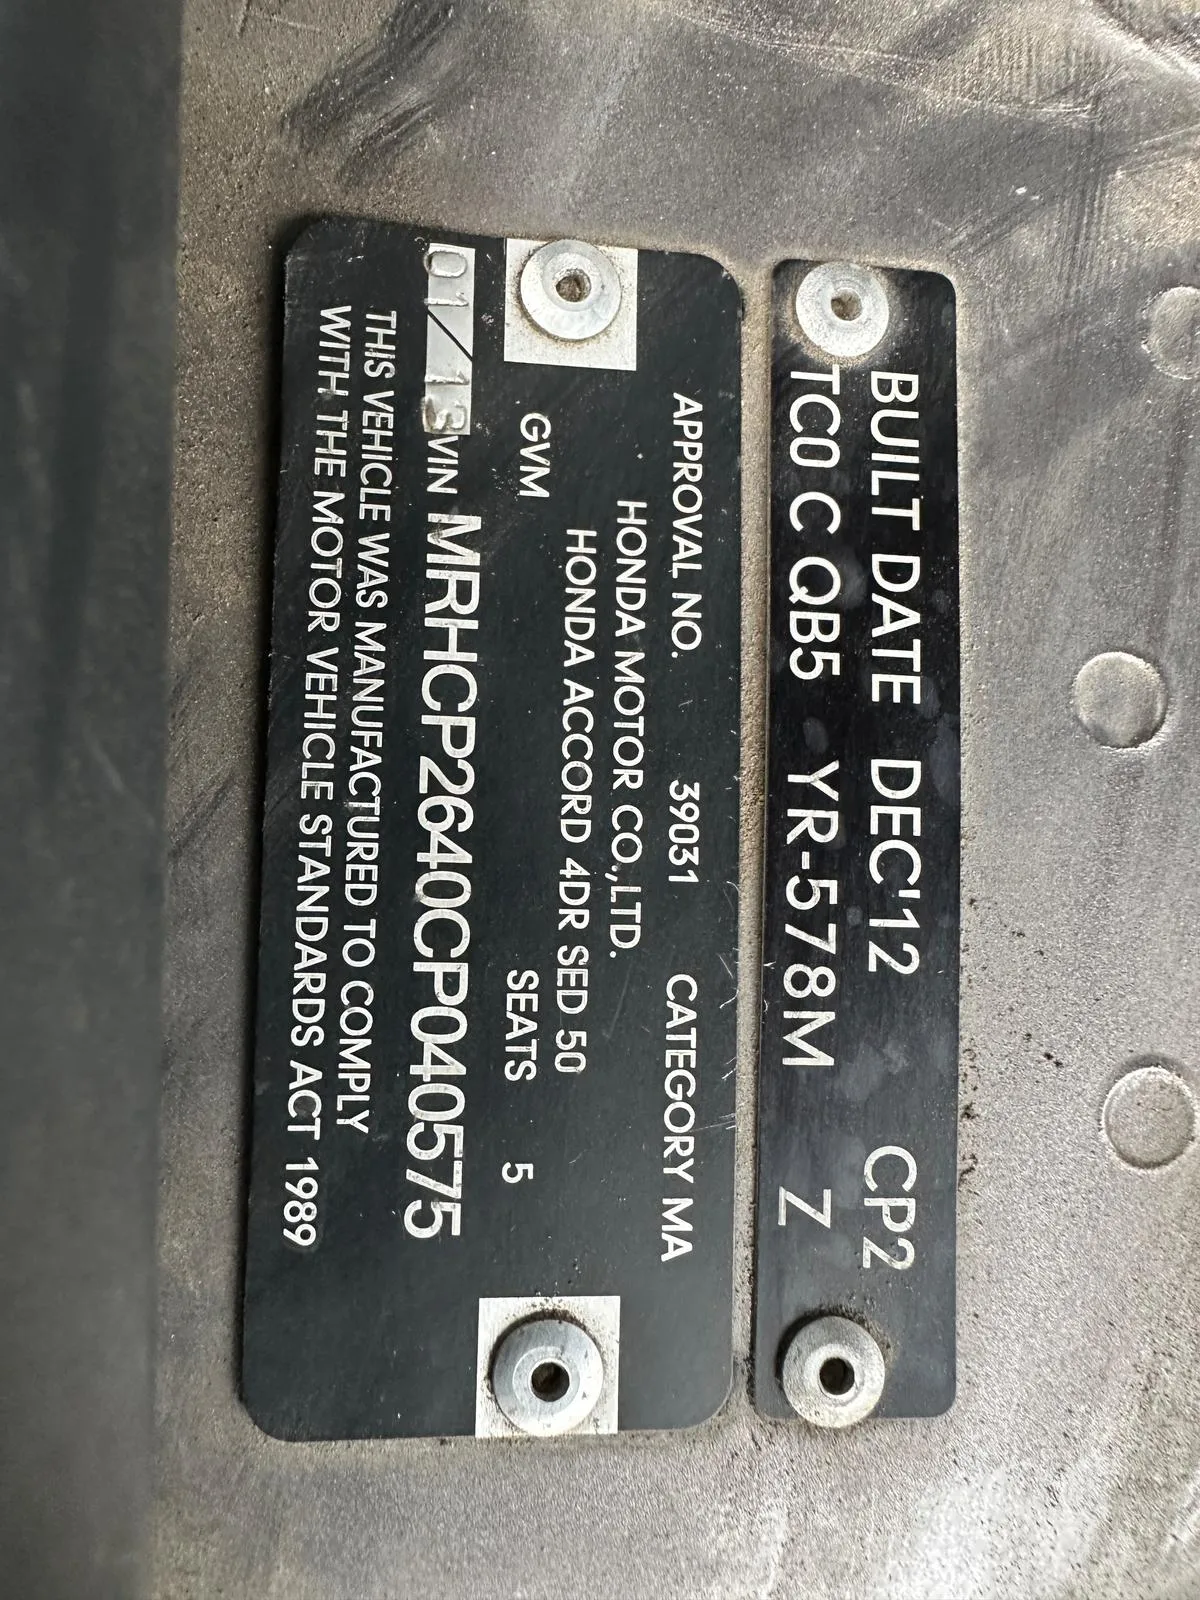 BUILT DATE DEC'12 CP2
TC0 C QB5 YR-578M Z
APPROVAL NO. 39031 CATEGORY MA
HONDA MOTOR CO.,LTD.
HONDA ACCORD 4DR SED 50
GVM SEATS 5
01/13 VIN MRHCP2640CP040575
THIS VEHICLE WAS MANUFACTURED TO COMPLY
WITH THE MOTOR VEHICLE STANDARDS ACT 1989